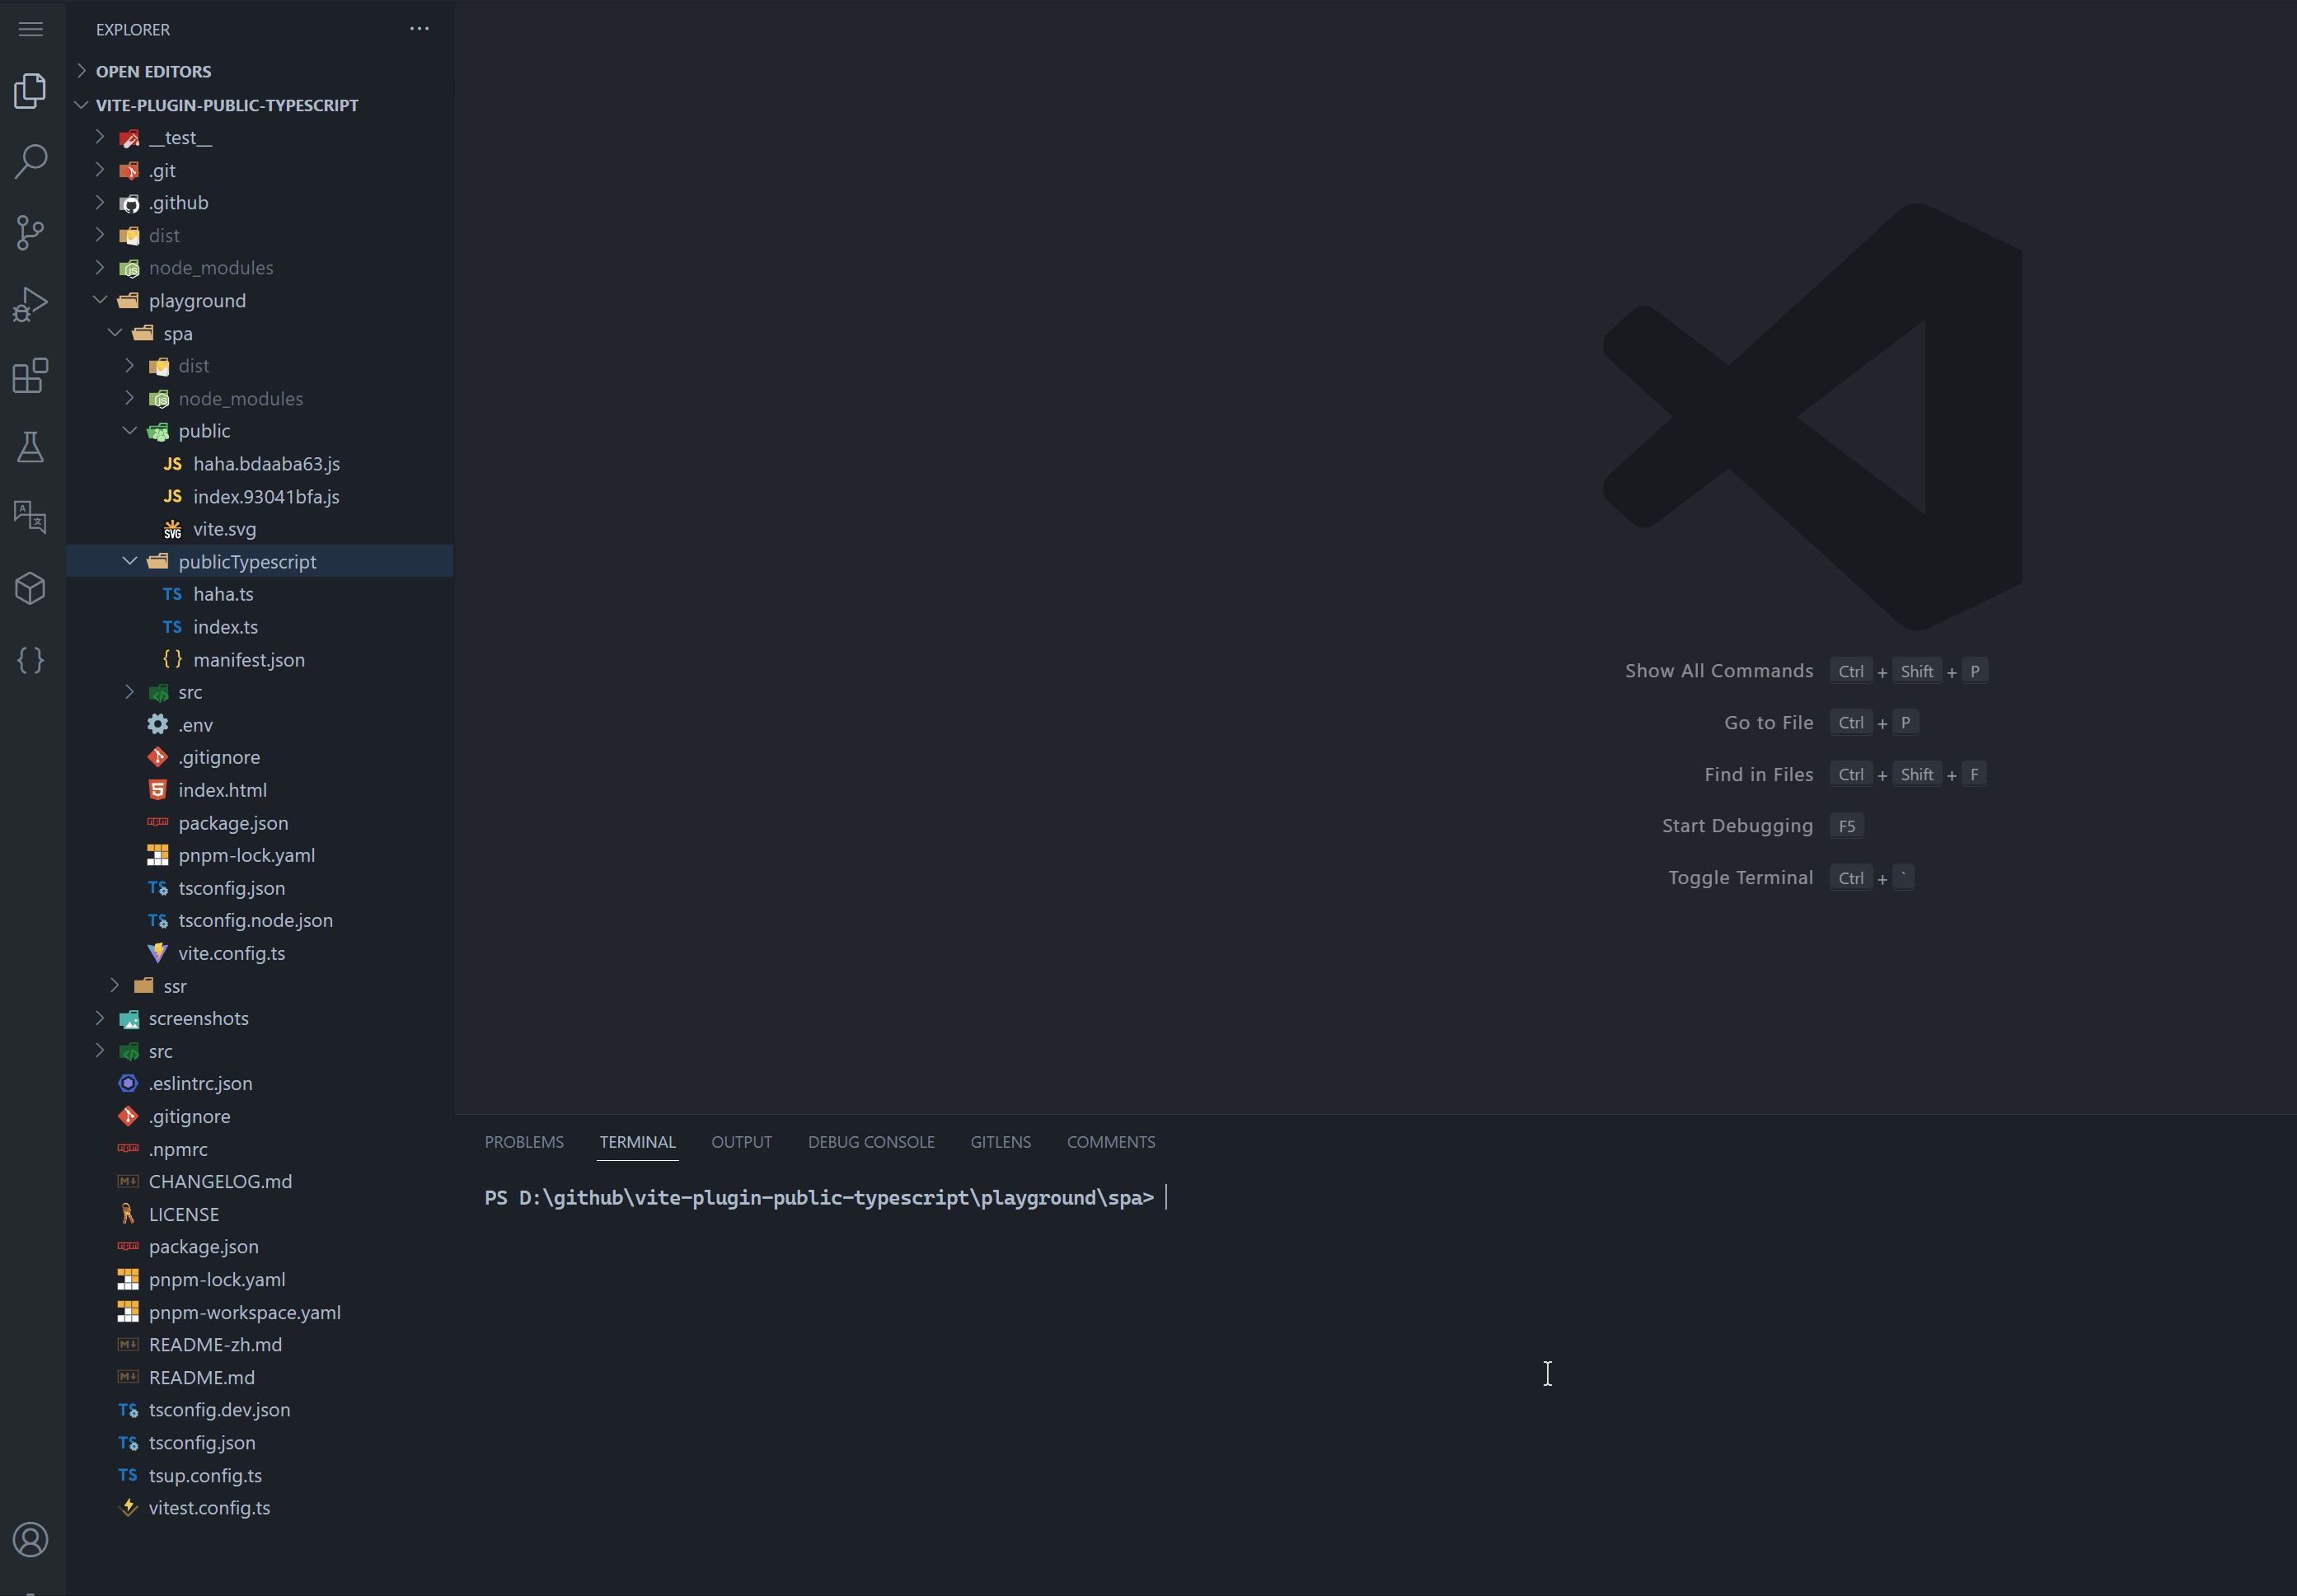 EXPLORER
OPEN EDITORS
VITE-PLUGIN-PUBLIC-TYPESCRIPT
__test__
.git
.github
dist
node_modules
playground
spa
dist
node_modules
public
JS haha.bdaaba63.js
JS index.93041bfa.js
SVG vite.svg
publicTypescript
TS haha.ts
TS index.ts
{ } manifest.json
src
.env
.gitignore
5 index.html
package.json
pnpm-lock.yaml
TS tsconfig.json
TS tsconfig.node.json
vite.config.ts
ssr
screenshots
src
.eslintrc.json
.gitignore
.npmrc
CHANGELOG.md
LICENSE
package.json
pnpm-lock.yaml
pnpm-workspace.yaml
README-zh.md
README.md
TS tsconfig.dev.json
TS tsconfig.json
TS tsup.config.ts
vitest.config.ts
Show All Commands Ctrl + Shift + P
Go to File Ctrl + P
Find in Files Ctrl + Shift + F
Start Debugging F5
Toggle Terminal Ctrl + `
PROBLEMS TERMINAL OUTPUT DEBUG CONSOLE GITLENS COMMENTS
PS D:\github\vite-plugin-public-typescript\playground\spa>